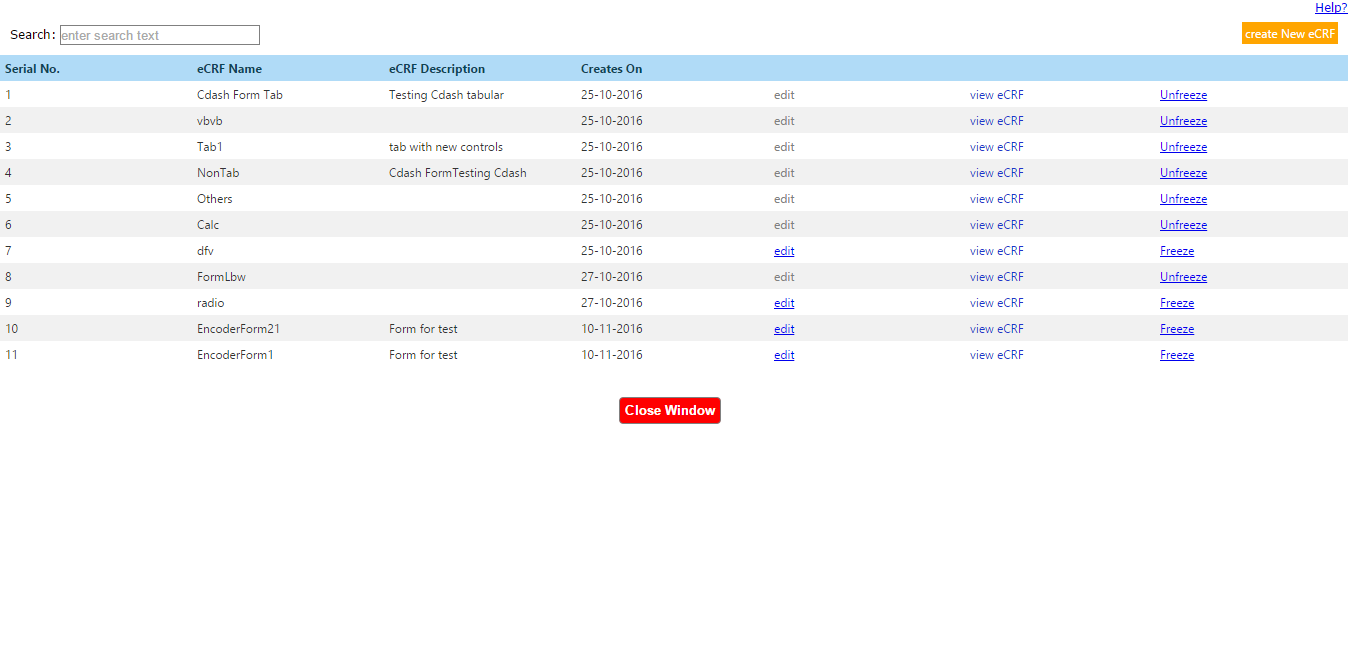 Help?
Search: enter search text create New eCRF
Serial No. eCRF Name eCRF Description Creates On
1 Cdash Form Tab Testing Cdash tabular 25-10-2016 edit view eCRF Unfreeze
2 vbvb 25-10-2016 edit view eCRF Unfreeze
3 Tab1 tab with new controls 25-10-2016 edit view eCRF Unfreeze
4 NonTab Cdash FormTesting Cdash 25-10-2016 edit view eCRF Unfreeze
5 Others 25-10-2016 edit view eCRF Unfreeze
6 Calc 25-10-2016 edit view eCRF Unfreeze
7 dfv 25-10-2016 edit view eCRF Freeze
8 FormLbw 27-10-2016 edit view eCRF Unfreeze
9 radio 27-10-2016 edit view eCRF Freeze
10 EncoderForm21 Form for test 10-11-2016 edit view eCRF Freeze
11 EncoderForm1 Form for test 10-11-2016 edit view eCRF Freeze
Close Window